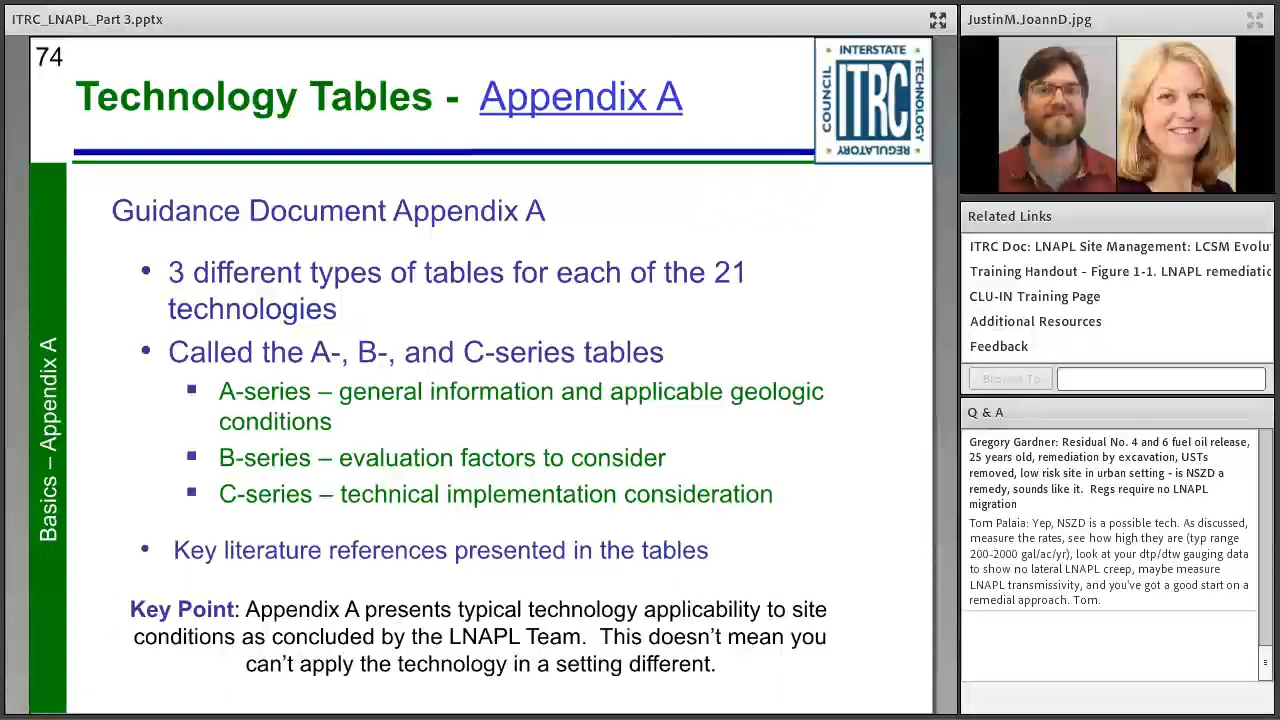 ITRC_LNAPL_Part 3.pptx
74
Technology Tables - Appendix A
INTERSTATE
COUNCIL
ITRC
TECHNOLOGY
REGULATORY
Basics – Appendix A
Guidance Document Appendix A
• 3 different types of tables for each of the 21
technologies
• Called the A-, B-, and C-series tables
▪ A-series – general information and applicable geologic
conditions
▪ B-series – evaluation factors to consider
▪ C-series – technical implementation consideration
• Key literature references presented in the tables
Key Point: Appendix A presents typical technology applicability to site
conditions as concluded by the LNAPL Team.  This doesn’t mean you
can’t apply the technology in a setting different.
JustinM.JoannD.jpg
Related Links
ITRC Doc: LNAPL Site Management: LCSM Evolu
Training Handout - Figure 1-1. LNAPL remediatic
CLU-IN Training Page
Additional Resources
Feedback
Browse To
Q & A
Gregory Gardner: Residual No. 4 and 6 fuel oil release,
25 years old, remediation by excavation, USTs
removed, low risk site in urban setting - is NSZD a
remedy, sounds like it.  Regs require no LNAPL
migration
Tom Palaia: Yep, NSZD is a possible tech. As discussed,
measure the rates, see how high they are (typ range
200-2000 gal/ac/yr), look at your dtp/dtw gauging data
to show no lateral LNAPL creep, maybe measure
LNAPL transmissivity, and you've got a good start on a
remedial approach. Tom.